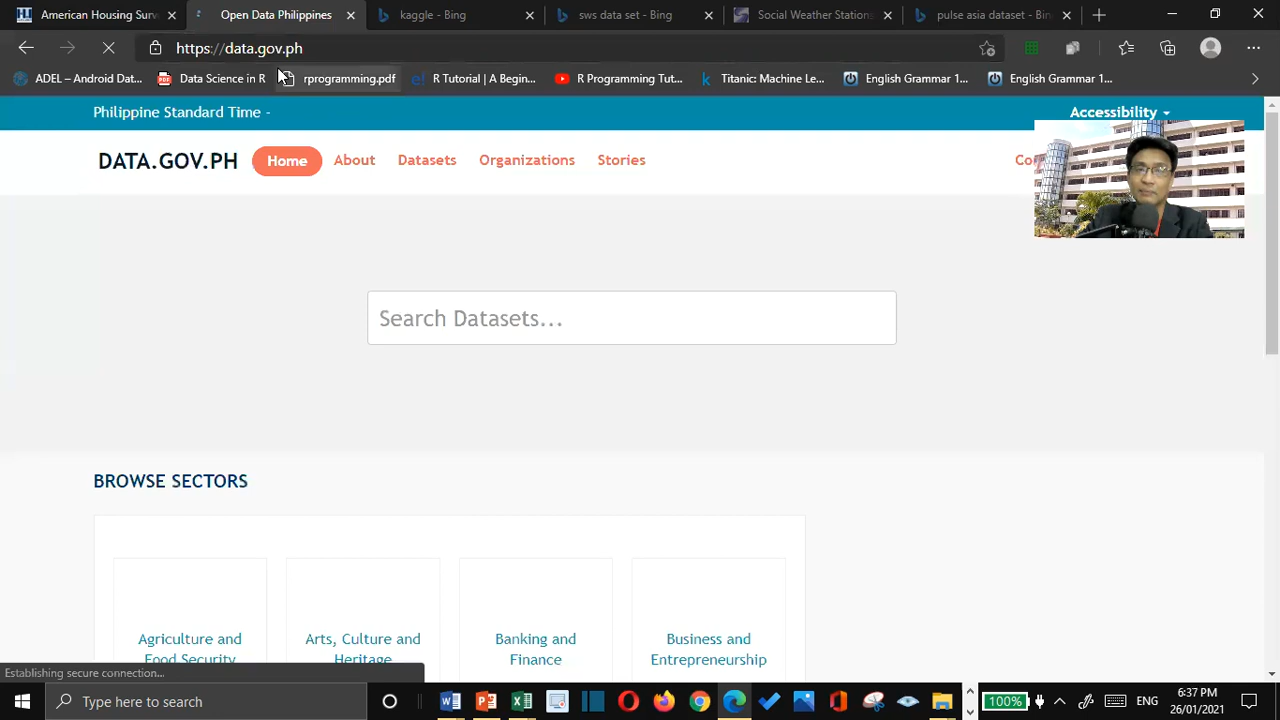 American Housing Surv
Open Data Philippines
kaggle - Bing
sws data set - Bing
Social Weather Stations
pulse asia dataset - Bin
https://data.gov.ph
ADEL – Android Dat...
Data Science in R
rprogramming.pdf
R Tutorial | A Begin...
R Programming Tut...
Titanic: Machine Le...
English Grammar 1...
English Grammar 1...
Philippine Standard Time -
Accessibility
DATA.GOV.PH
Home
About
Datasets
Organizations
Stories
Search Datasets...
BROWSE SECTORS
Agriculture and
Food Security
Arts, Culture and
Heritage
Banking and
Finance
Business and
Entrepreneurship
Establishing secure connection...
Type here to search
100%
ENG
6:37 PM
26/01/2021